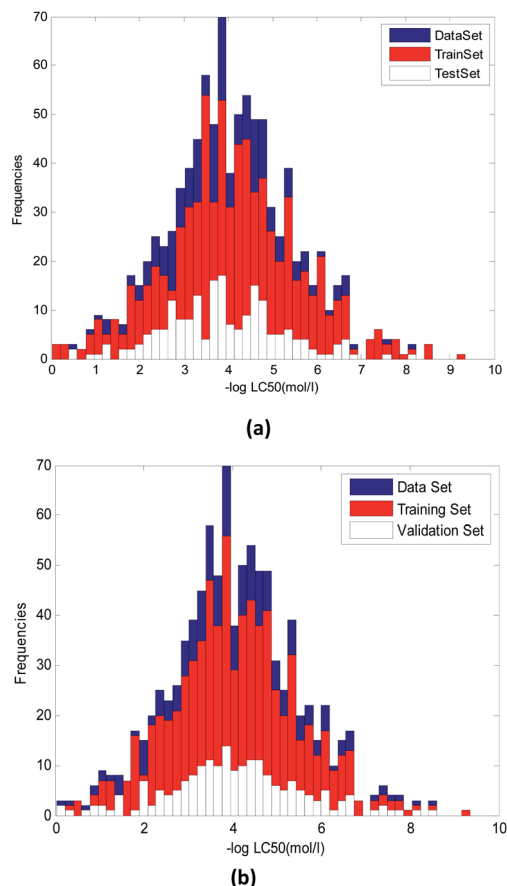 70
60
50
40
30
20
10
0
Frequencies
DataSet
TrainSet
TestSet
0 1 2 3 4 5 6 7 8 9 10
-log LC50(mol/l)
(a)
70
60
50
40
30
20
10
0
Frequencies
Data Set
Training Set
Validation Set
0 2 4 6 8 10
-log LC50(mol/l)
(b)